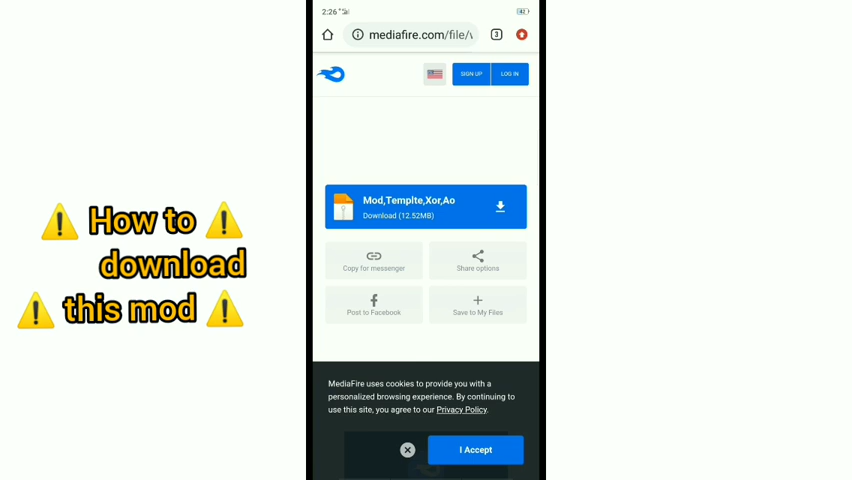 2:26
42
mediafire.com/file/
3
SIGN UP
LOG IN
Mod,Templte,Xor,Ao
Download (12.52MB)
Copy for messenger
Share options
Post to Facebook
Save to My Files
⚠️ How to ⚠️
download
⚠️ this mod ⚠️
MediaFire uses cookies to provide you with a
personalized browsing experience. By continuing to
use this site, you agree to our Privacy Policy.
I Accept